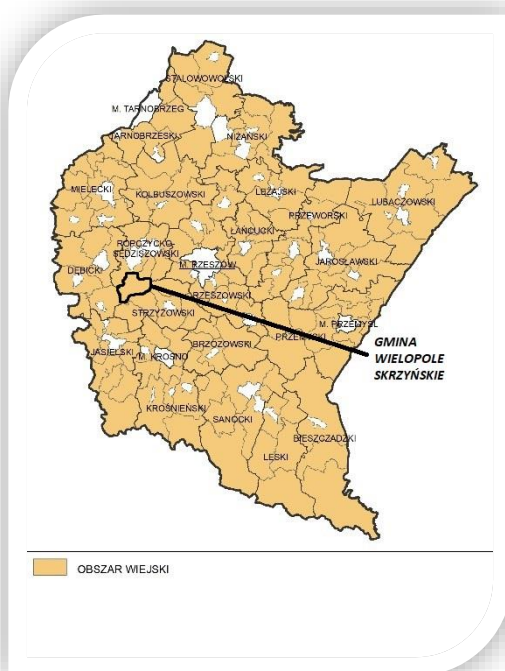 STALOWOWOLSKI
M. TARNOBRZEG
TARNOBRZESKI
NIŻAŃSKI
MIELECKI
KOLBUSZOWSKI
LEŻAJSKI
LUBACZOWSKI
PRZEWORSKI
ŁAŃCUCKI
ROPCZYCKO-
SĘDZISZOWSKI
DĘBICKI
M. RZESZÓW
JAROSŁAWSKI
RZESZOWSKI
STRZYŻOWSKI
M. PRZEMYŚL
PRZEMYSKI
GMINA
WIELOPOLE
SKRZYŃSKIE
JASIELSKI
M. KROSNO
BRZOZOWSKI
KROŚNIEŃSKI
SANOCKI
BIESZCZADZKI
LESKI
OBSZAR WIEJSKI